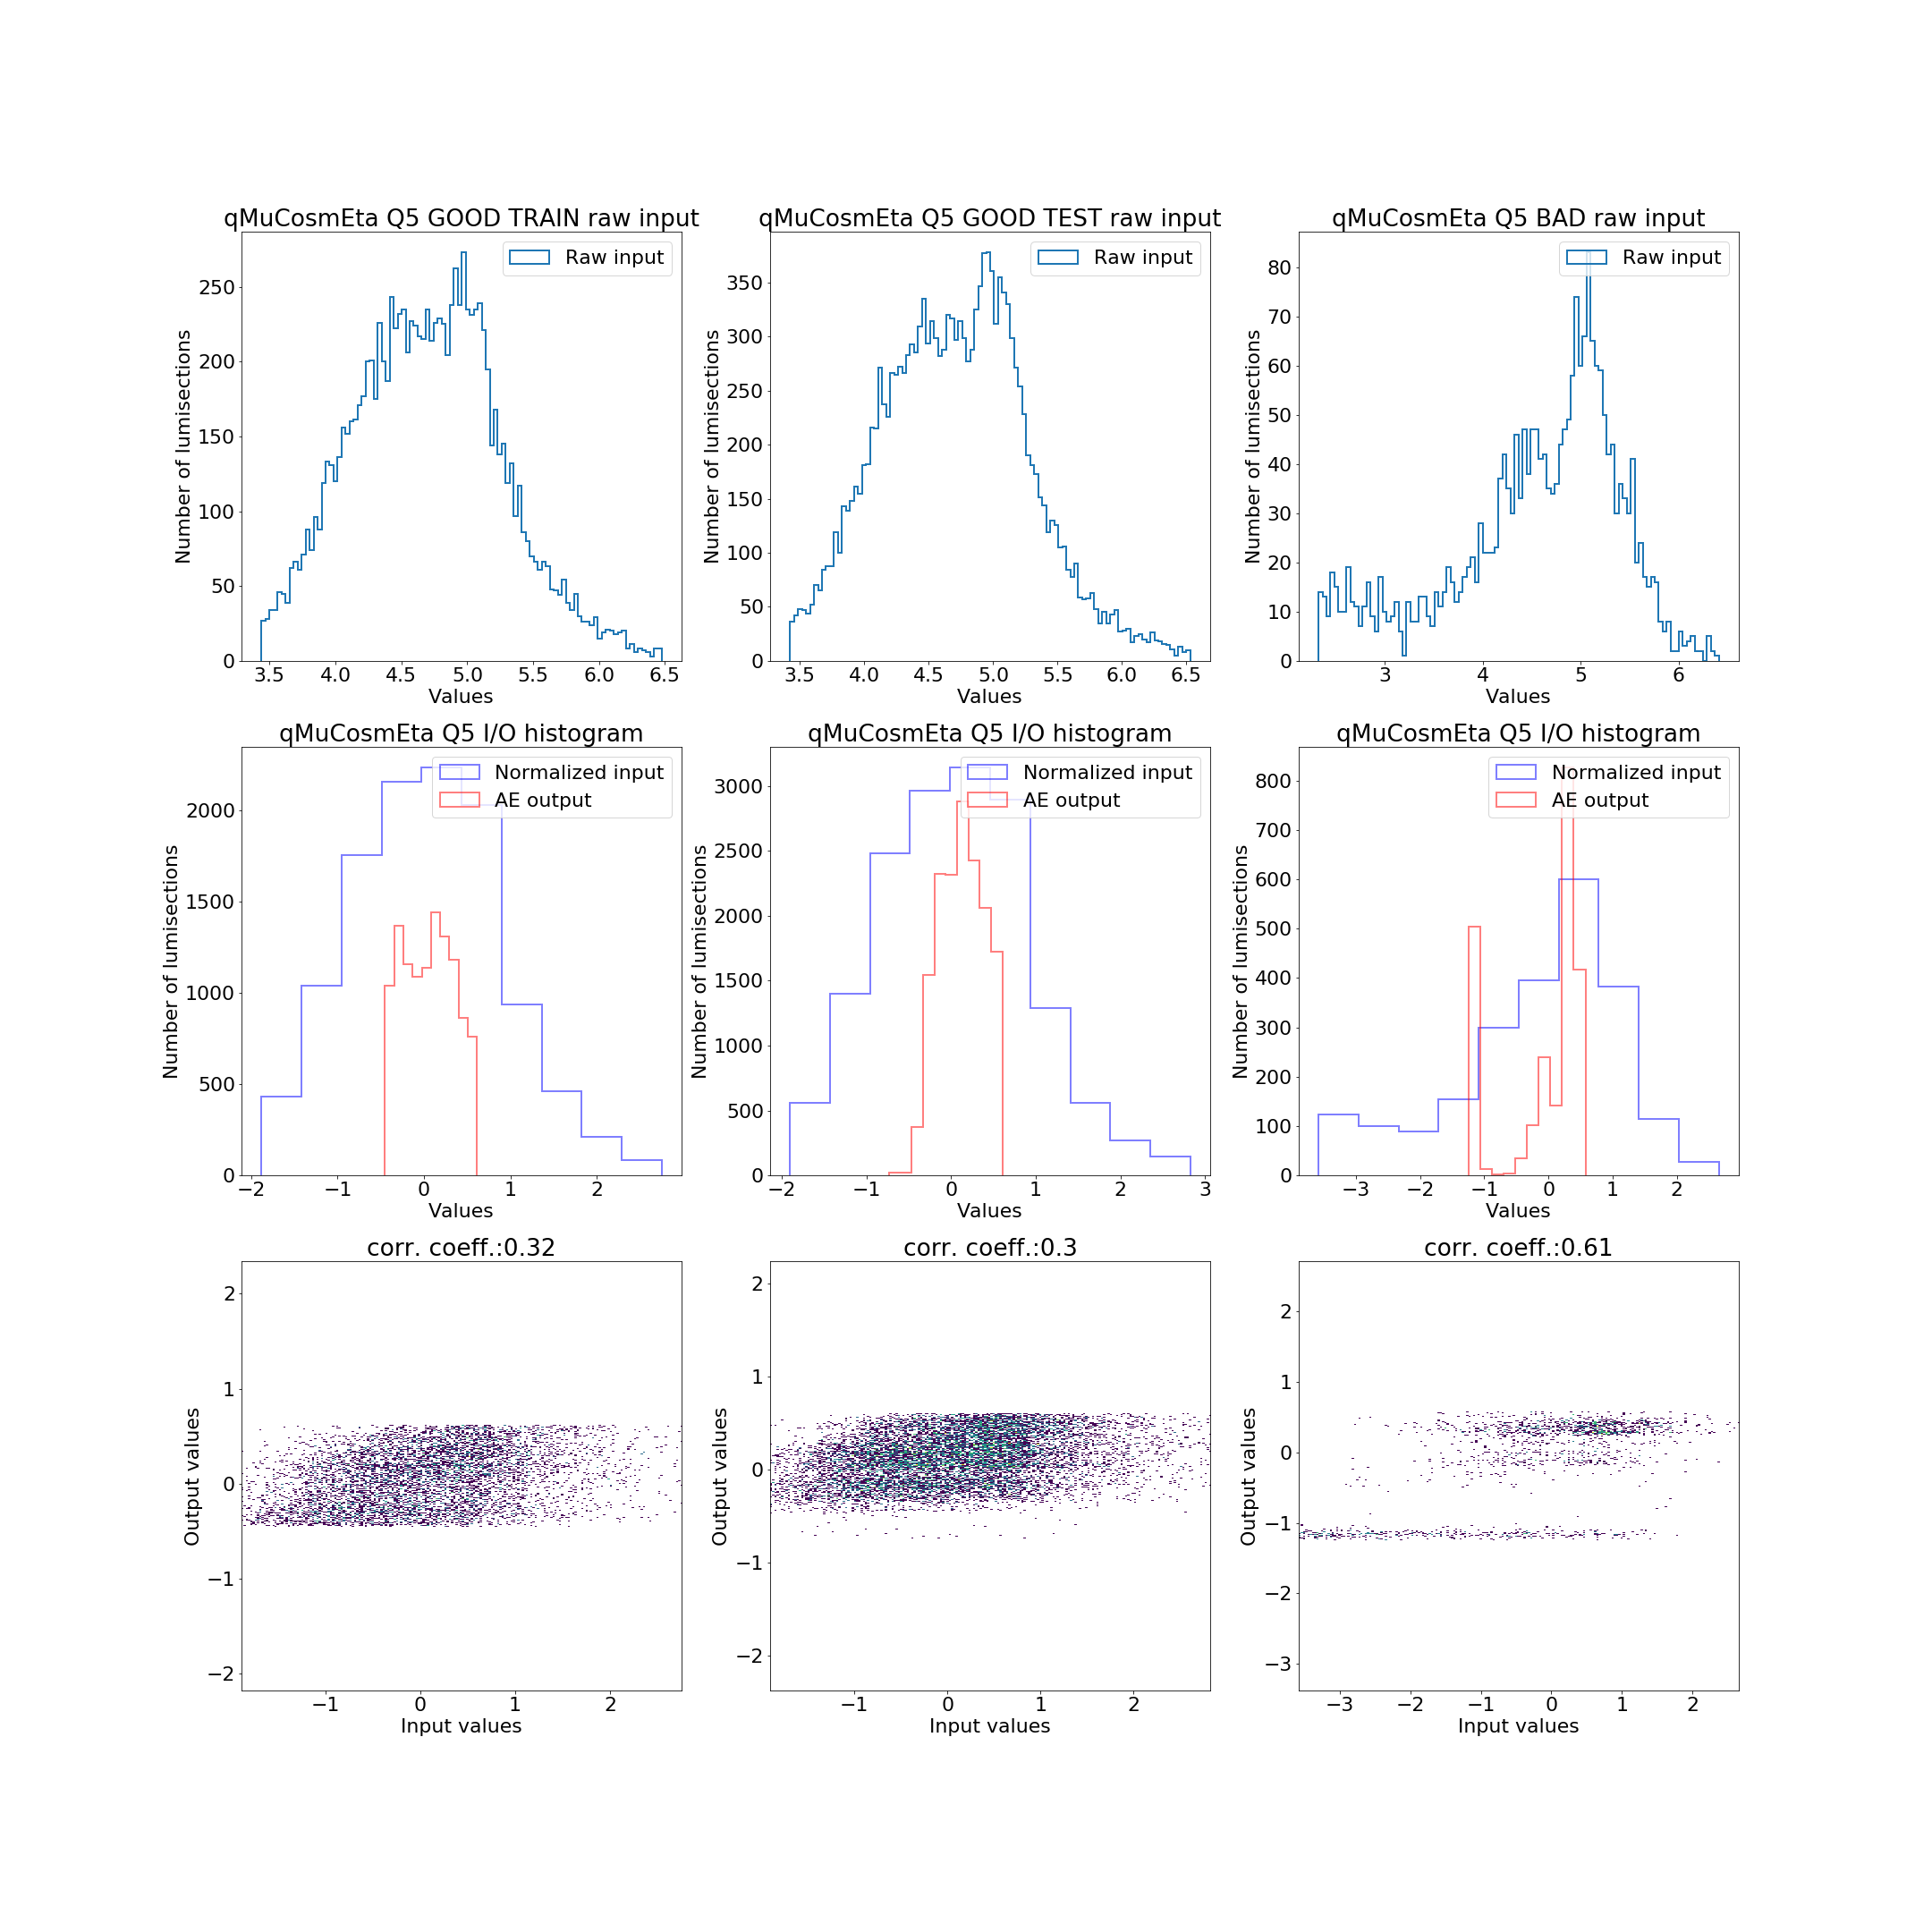 qMuCosmEta Q5 GOOD TRAIN raw input
Raw input
Number of lumisections
250
200
150
100
50
0
3.5 4.0 4.5 5.0 5.5 6.0 6.5
Values
qMuCosmEta Q5 GOOD TEST raw input
Raw input
Number of lumisections
350
300
250
200
150
100
50
0
3.5 4.0 4.5 5.0 5.5 6.0 6.5
Values
qMuCosmEta Q5 BAD raw input
Raw input
Number of lumisections
80
70
60
50
40
30
20
10
0
3 4 5 6
Values
qMuCosmEta Q5 I/O histogram
Normalized input
AE output
Number of lumisections
2000
1500
1000
500
0
−2 −1 0 1 2
Values
qMuCosmEta Q5 I/O histogram
Normalized input
AE output
Number of lumisections
3000
2500
2000
1500
1000
500
0
−2 −1 0 1 2 3
Values
qMuCosmEta Q5 I/O histogram
Normalized input
AE output
Number of lumisections
800
700
600
500
400
300
200
100
0
−3 −2 −1 0 1 2
Values
corr. coeff.:0.32
Output values
2
1
0
−1
−2
−1 0 1 2
Input values
corr. coeff.:0.3
Output values
2
1
0
−1
−2
−1 0 1 2
Input values
corr. coeff.:0.61
Output values
2
1
0
−1
−2
−3
−3 −2 −1 0 1 2
Input values